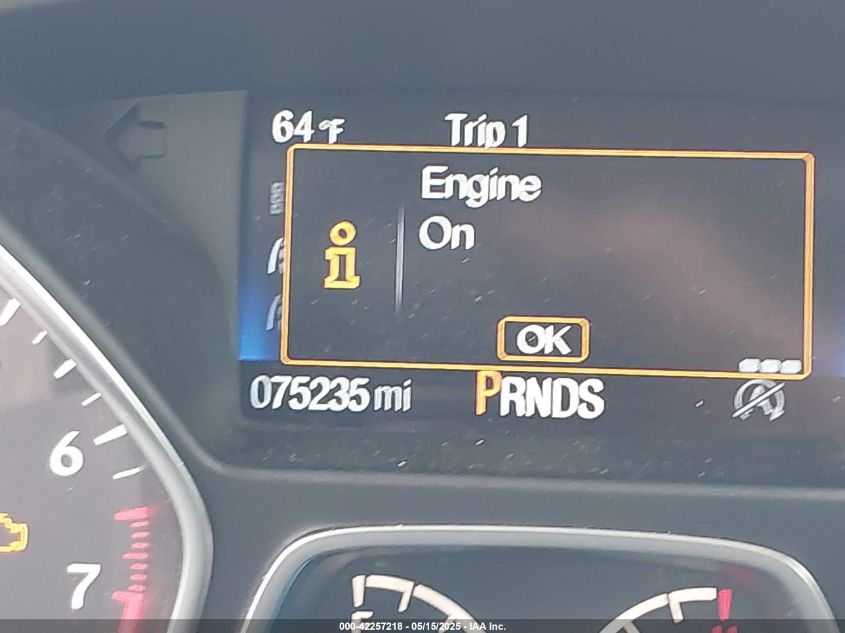 64°F Trip 1
Engine
On
i
OK
075235 mi PRNDS
6
7
000-42257218 - 05/15/2025 - IAA Inc.